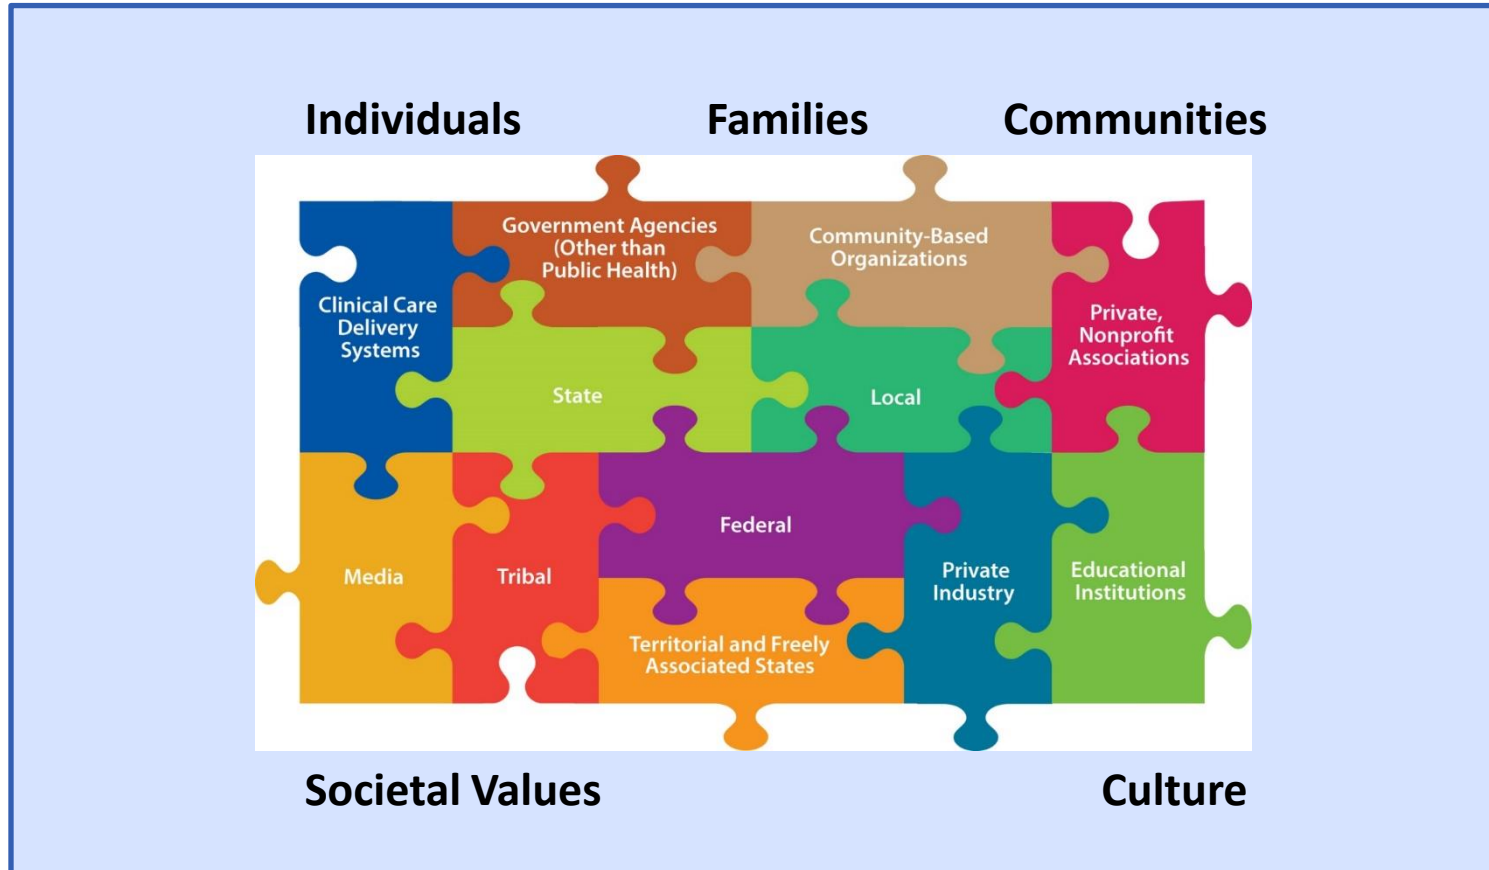 Individuals
Families
Communities
Government Agencies
(Other than
Public Health)
Community-Based
Organizations
Clinical Care
Delivery
Systems
Private,
Nonprofit
Associations
State
Local
Media
Tribal
Federal
Private
Industry
Educational
Institutions
Territorial and Freely
Associated States
Societal Values
Culture